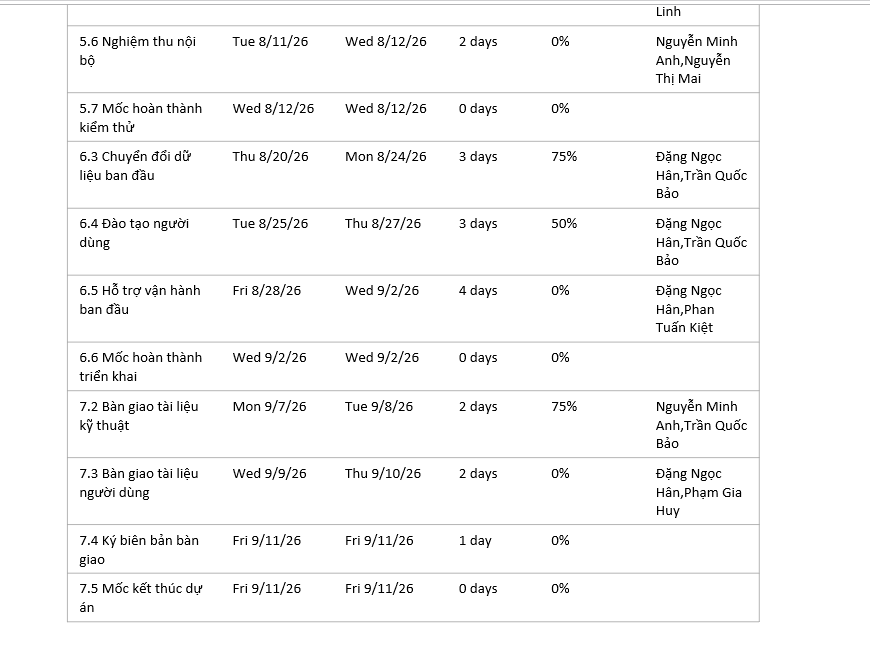 Linh
5.6 Nghiệm thu nội Tue 8/11/26 Wed 8/12/26 2 days 0% Nguyễn Minh
bộ Anh,Nguyễn
Thị Mai
5.7 Mốc hoàn thành Wed 8/12/26 Wed 8/12/26 0 days 0%
kiểm thử
6.3 Chuyển đổi dữ Thu 8/20/26 Mon 8/24/26 3 days 75% Đặng Ngọc
liệu ban đầu Hân,Trần Quốc
Bảo
6.4 Đào tạo người Tue 8/25/26 Thu 8/27/26 3 days 50% Đặng Ngọc
dùng Hân,Trần Quốc
Bảo
6.5 Hỗ trợ vận hành Fri 8/28/26 Wed 9/2/26 4 days 0% Đặng Ngọc
ban đầu Hân,Phan
Tuấn Kiệt
6.6 Mốc hoàn thành Wed 9/2/26 Wed 9/2/26 0 days 0%
triển khai
7.2 Bàn giao tài liệu Mon 9/7/26 Tue 9/8/26 2 days 75% Nguyễn Minh
kỹ thuật Anh,Trần Quốc
Bảo
7.3 Bàn giao tài liệu Wed 9/9/26 Thu 9/10/26 2 days 0% Đặng Ngọc
người dùng Hân,Phạm Gia
Huy
7.4 Ký biên bản bàn Fri 9/11/26 Fri 9/11/26 1 day 0%
giao
7.5 Mốc kết thúc dự Fri 9/11/26 Fri 9/11/26 0 days 0%
án